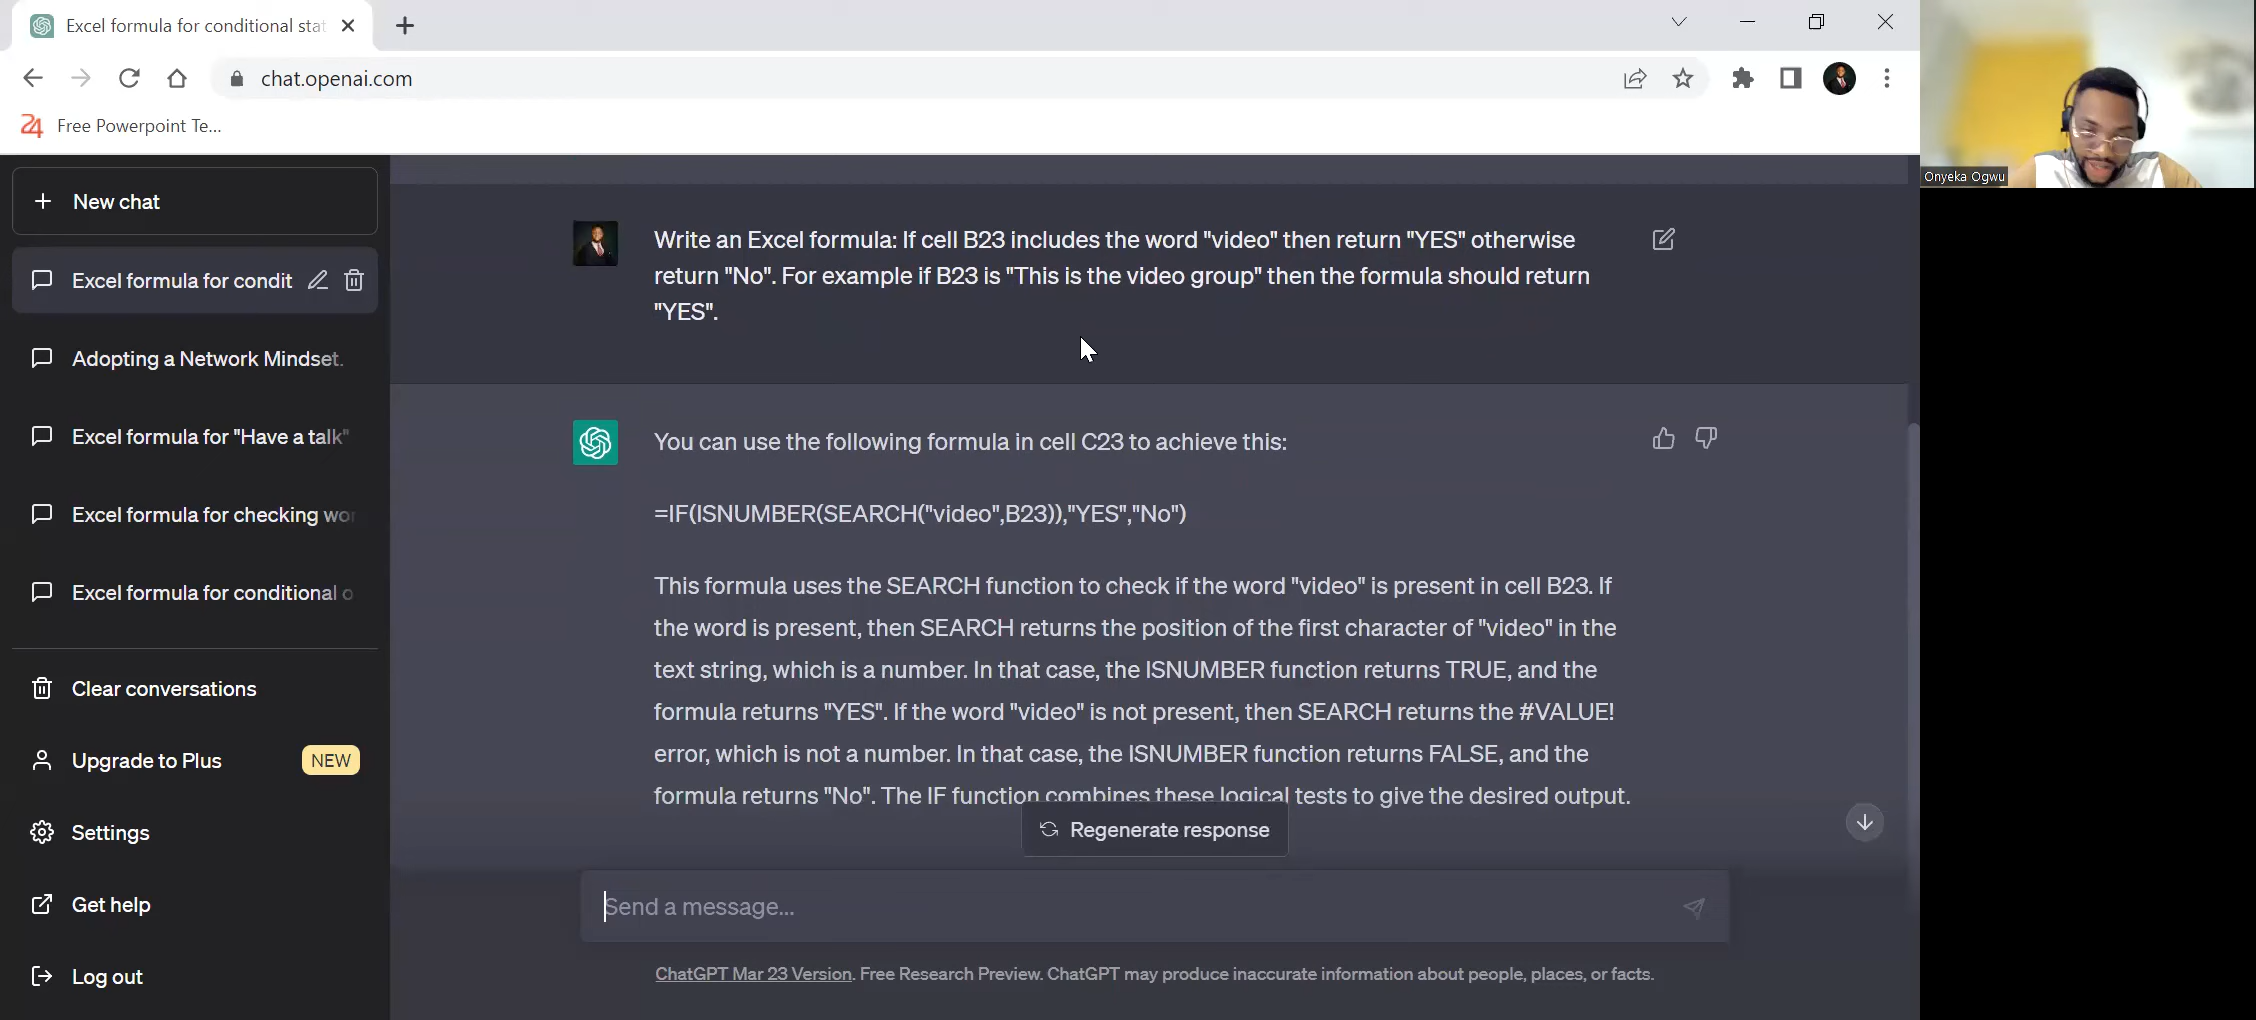 Excel formula for conditional stat
chat.openai.com
24 Free Powerpoint Te...
Onyeka Ogwu
New chat
Excel formula for condit
Adopting a Network Mindset.
Excel formula for "Have a talk"
Excel formula for checking wor
Excel formula for conditional o
Clear conversations
Upgrade to Plus NEW
Settings
Get help
Log out
Write an Excel formula: If cell B23 includes the word "video" then return "YES" otherwise
return "No". For example if B23 is "This is the video group" then the formula should return
"YES".
You can use the following formula in cell C23 to achieve this:
=IF(ISNUMBER(SEARCH("video",B23)),"YES","No")
This formula uses the SEARCH function to check if the word "video" is present in cell B23. If
the word is present, then SEARCH returns the position of the first character of "video" in the
text string, which is a number. In that case, the ISNUMBER function returns TRUE, and the
formula returns "YES". If the word "video" is not present, then SEARCH returns the #VALUE!
error, which is not a number. In that case, the ISNUMBER function returns FALSE, and the
formula returns "No". The IF function combines these logical tests to give the desired output.
Regenerate response
Send a message...
ChatGPT Mar 23 Version. Free Research Preview. ChatGPT may produce inaccurate information about people, places, or facts.